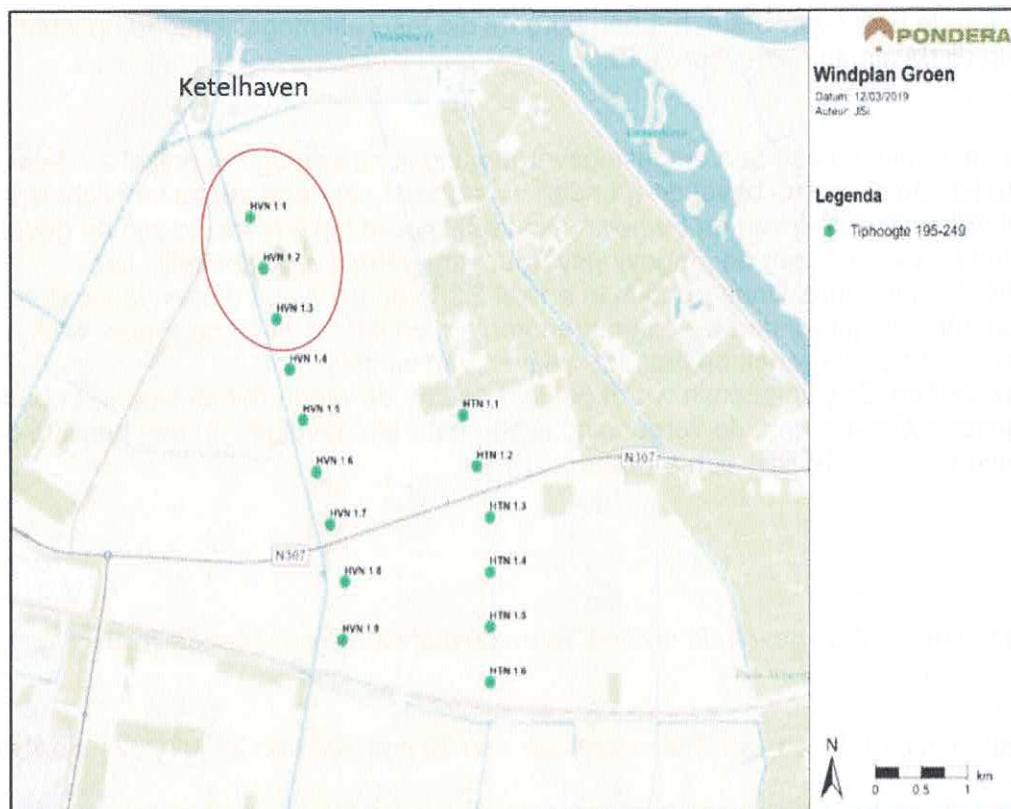 Ketelhaven
HVN 1.1
HVN 1.2
HVN 1.3
HVN 1.4
HVN 1.5
HVN 1.6
HVN 1.7
HVN 1.8
HVN 1.9
HTN 1.1
HTN 1.2
HTN 1.3
HTN 1.4
HTN 1.5
HTN 1.6
N307
N307
PONDERA
Windplan Groen
Datum: 12/03/2019
Auteur: JSi
Legenda
Tiphoogte 195-249
N
km
0 0.5 1